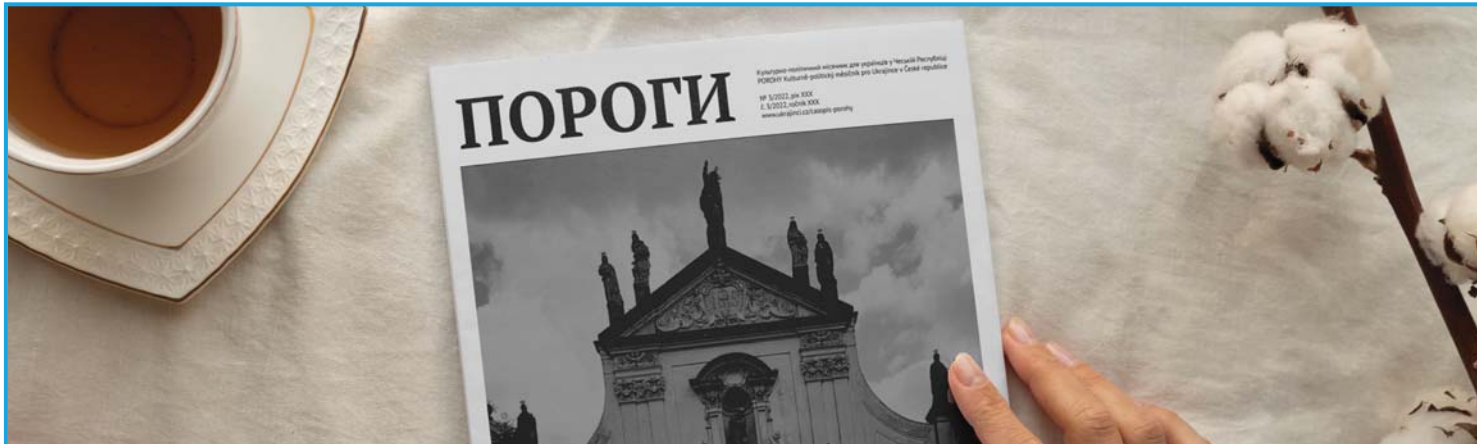 ПОРОГИ
Культурно-політичний місячник для українців у Чеській Республіці
POROHY Kulturně-politický měsíčník pro Ukrajince v České republice
№ 5/2022, рік XXX
č. 5/2022, ročník XXX
www.ukrajinci.cz/casopis-porohy